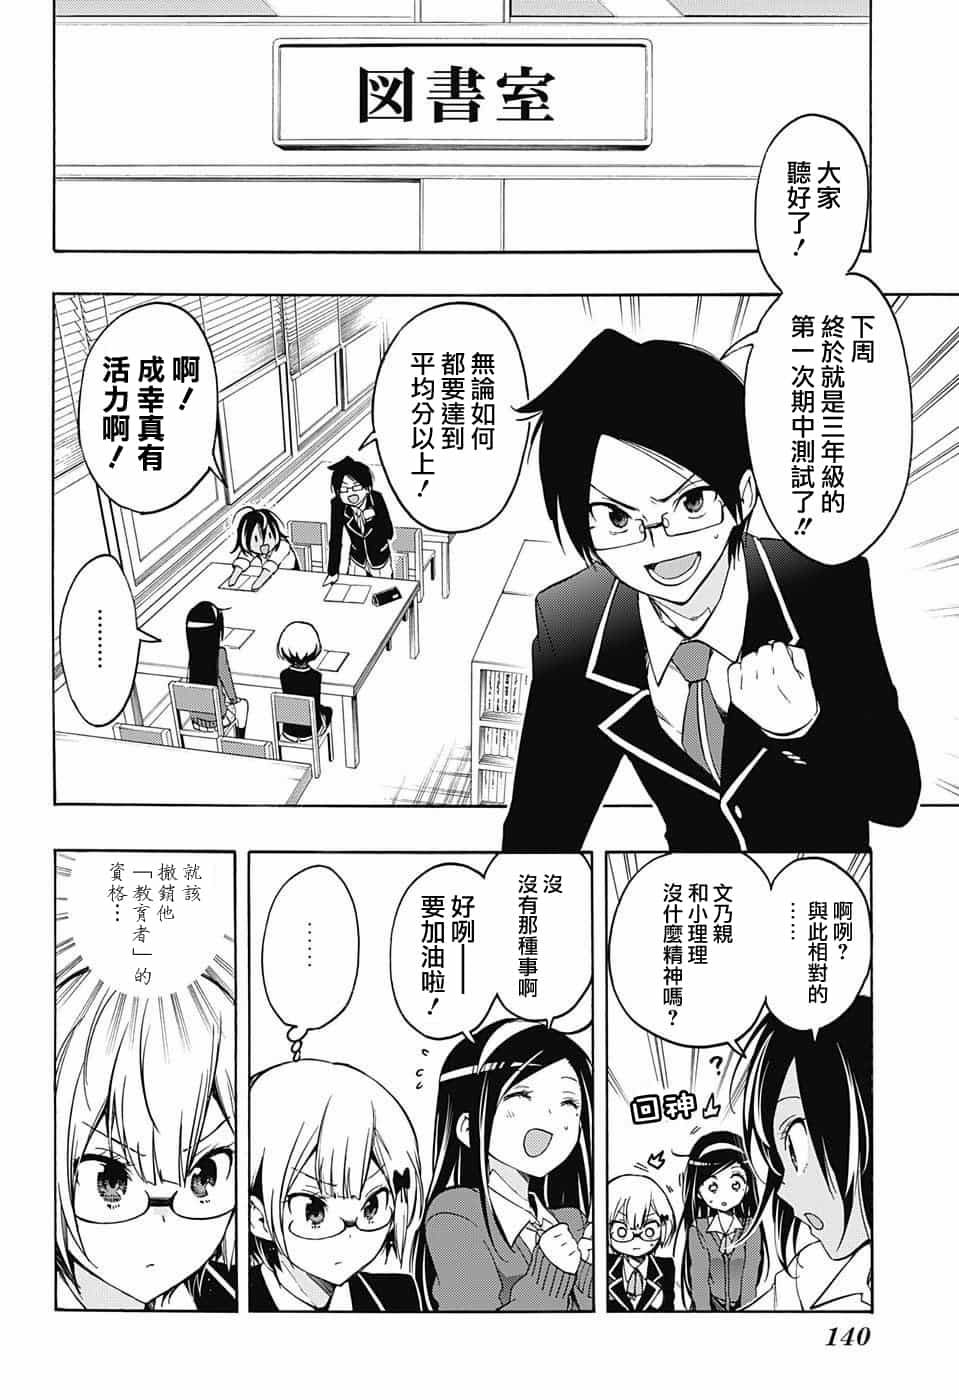 図書室
大家
聽好了！
下周
終於就是三年級的
第一次期中測試了!!
無論如何
都要達到
平均分以上！
啊！
成幸真有
活力啊！
………
啊咧？
與此相對的
……
文乃親
和小理理
沒什麼精神嗎？
?
回神
沒
沒有那種事啊
好咧——
要加油啦！
………
就該
撤銷他
「教育者」的
資格…
140